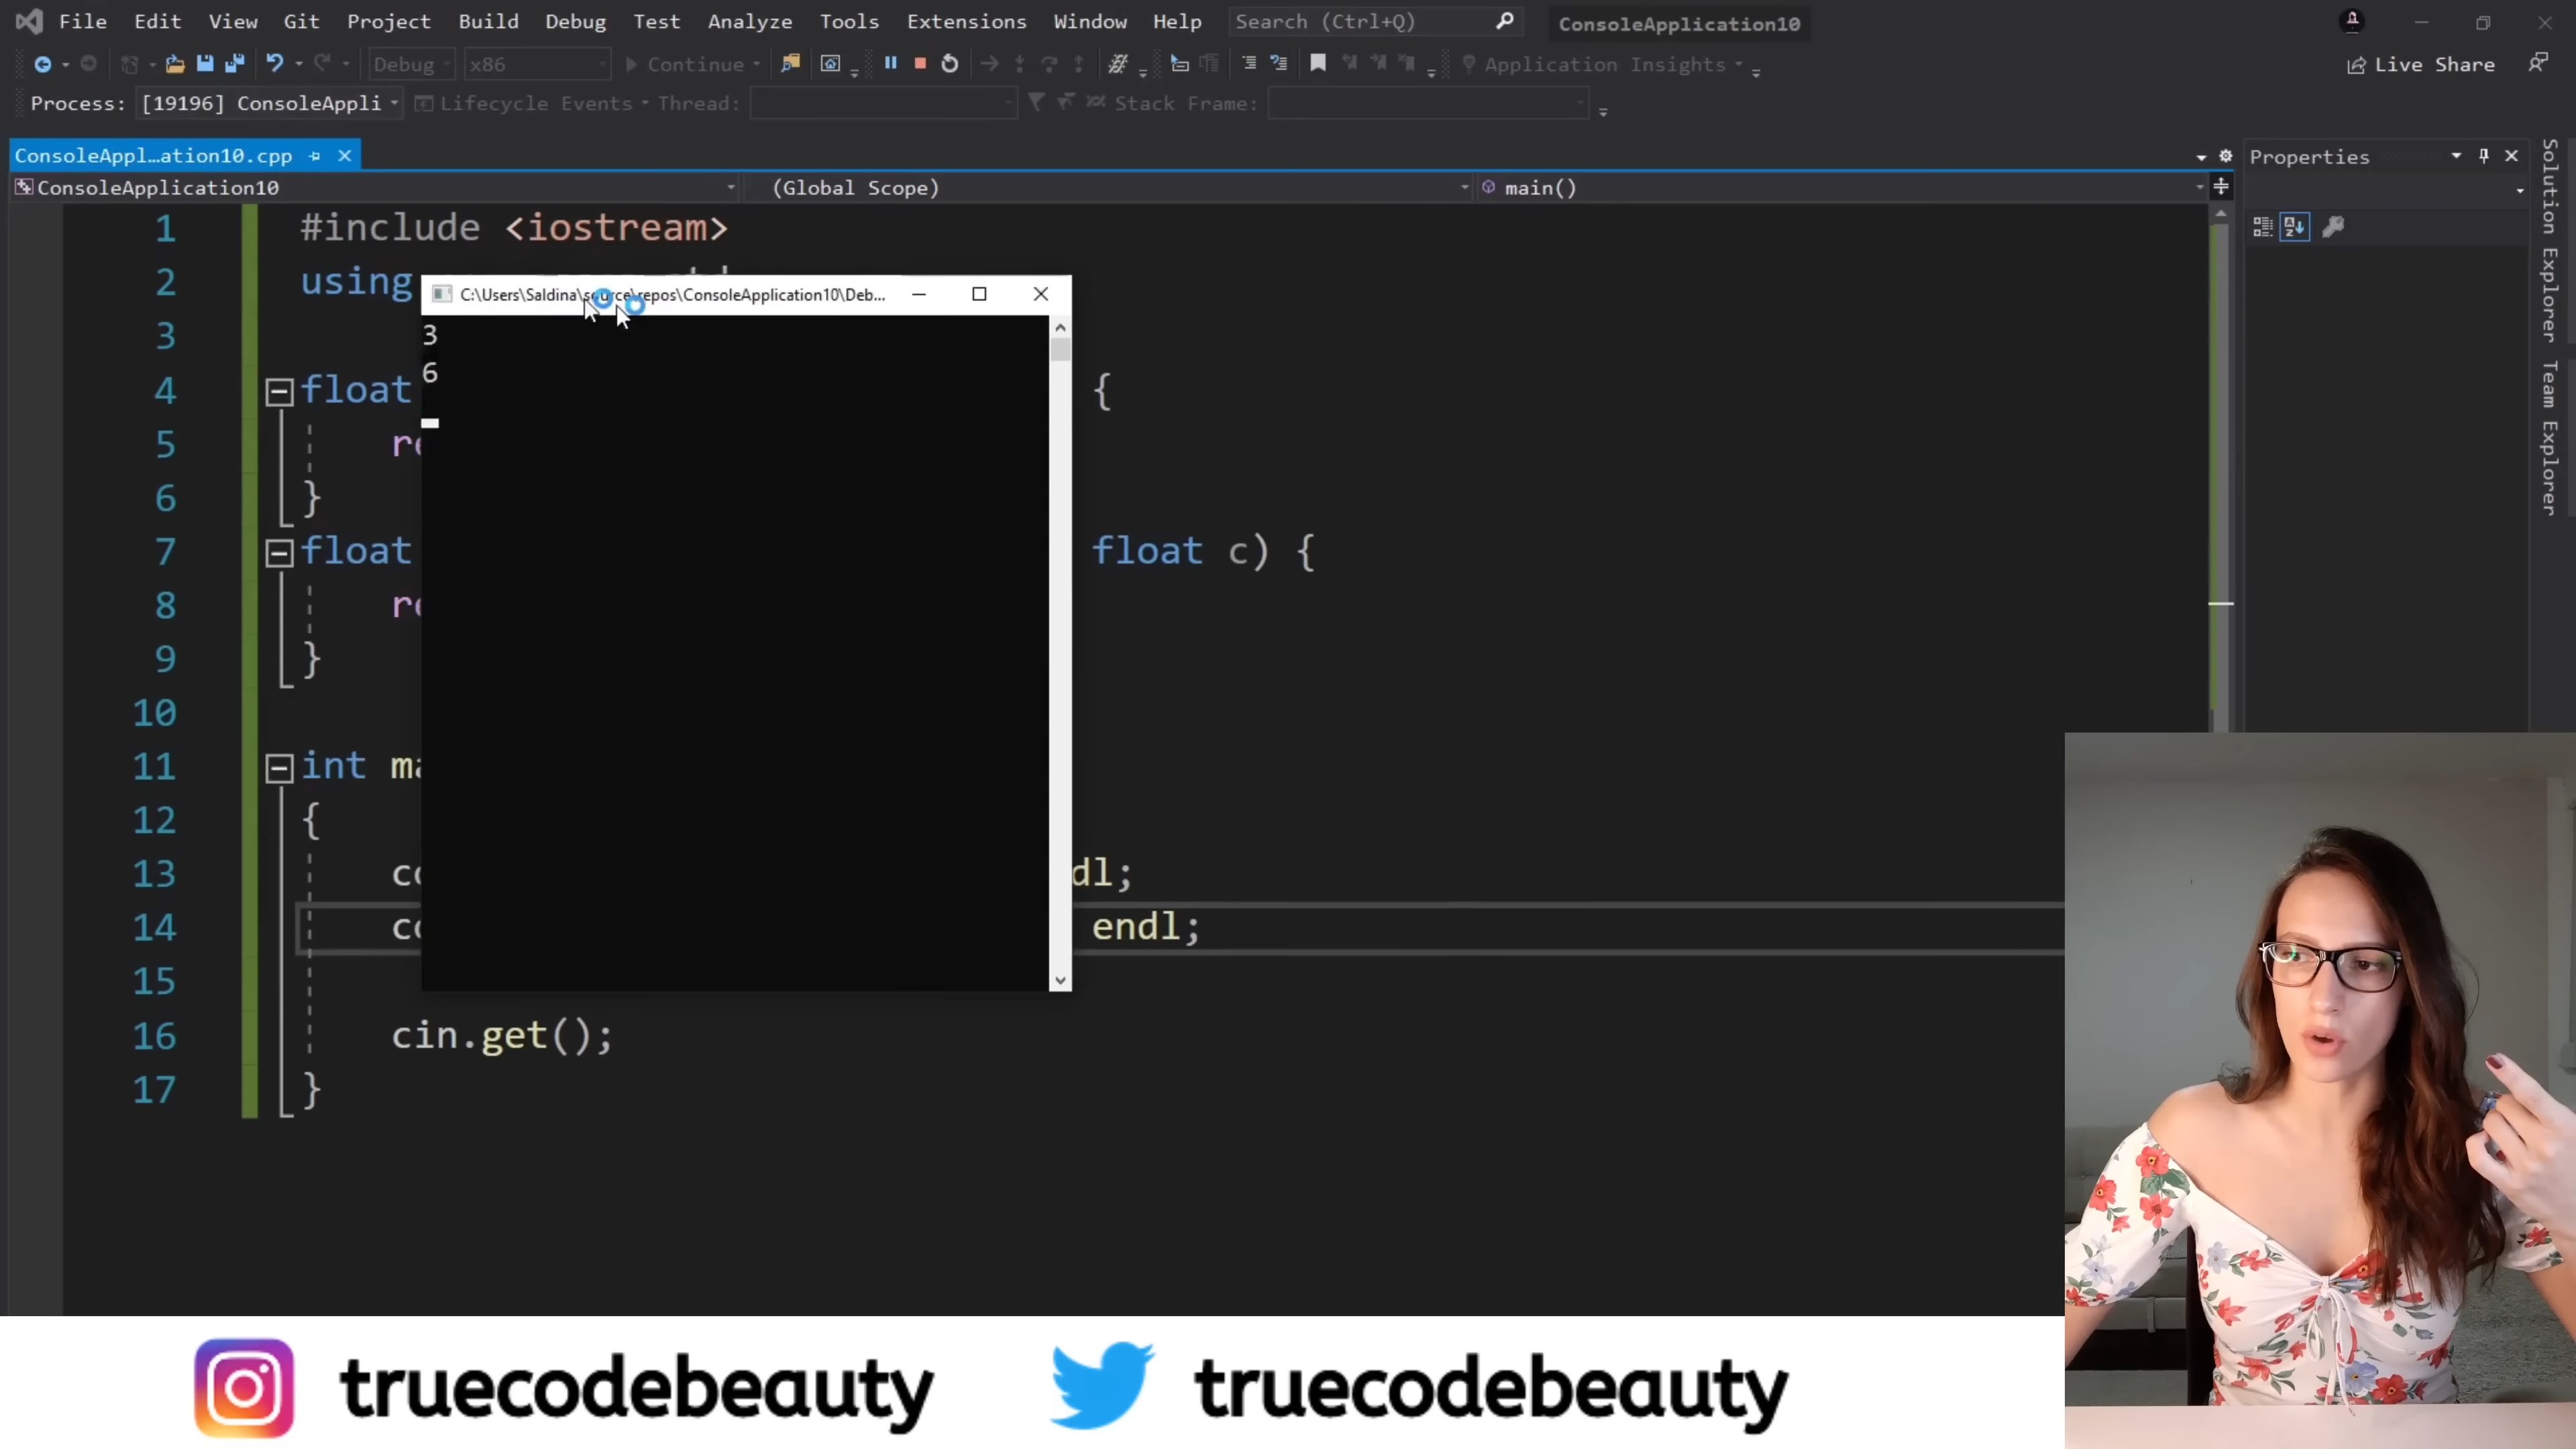 File Edit View Git Project Build Debug Test Analyze Tools Extensions Window Help Search (Ctrl+Q) ConsoleApplication10
Debug x86 Continue Application Insights Live Share
Process: [19196] ConsoleAppli Lifecycle Events Thread: Stack Frame:
ConsoleAppl...ation10.cpp
Properties
ConsoleApplication10 (Global Scope) main()
Solution Explorer
Team Explorer
1 #include <iostream>
2 using
C:\Users\Saldina\source\repos\ConsoleApplication10\Deb...
3
6
3
4 float {
5 re
6 }
7 float float c) {
8 re
9 }
10
11 int ma
12 {
13 co dl;
14 co endl;
15
16 cin.get();
17 }
truecodebeauty
truecodebeauty